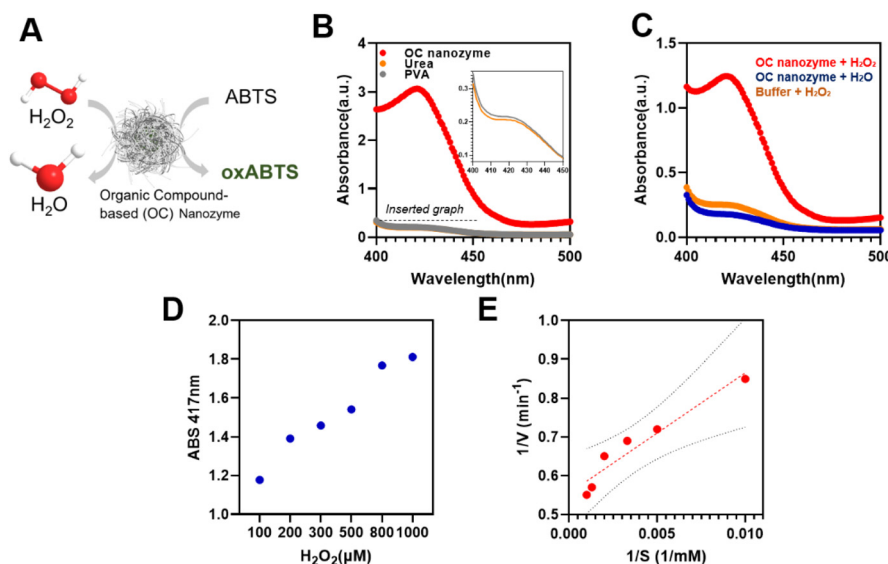 A
H₂O₂
H₂O
ABTS
oxABTS
Organic Compound-
based (OC) Nanozyme
B
Absorbance(a.u.)
4
3
2
1
0
400
450
500
Wavelength(nm)
OC nanozyme
Urea
PVA
0.3
0.2
0.1
400
410
420
430
440
450
Inserted graph
C
Absorbance(a.u.)
1.5
1.0
0.5
0.0
400
450
500
Wavelength(nm)
OC nanozyme + H₂O₂
OC nanozyme + H₂O
Buffer + H₂O₂
D
ABS 417nm
2.0
1.8
1.6
1.4
1.2
1.0
100
200
300
500
800
1000
H₂O₂(µM)
E
1/V (min⁻¹)
1.0
0.9
0.8
0.7
0.6
0.5
0.000
0.005
0.010
1/S (1/mM)